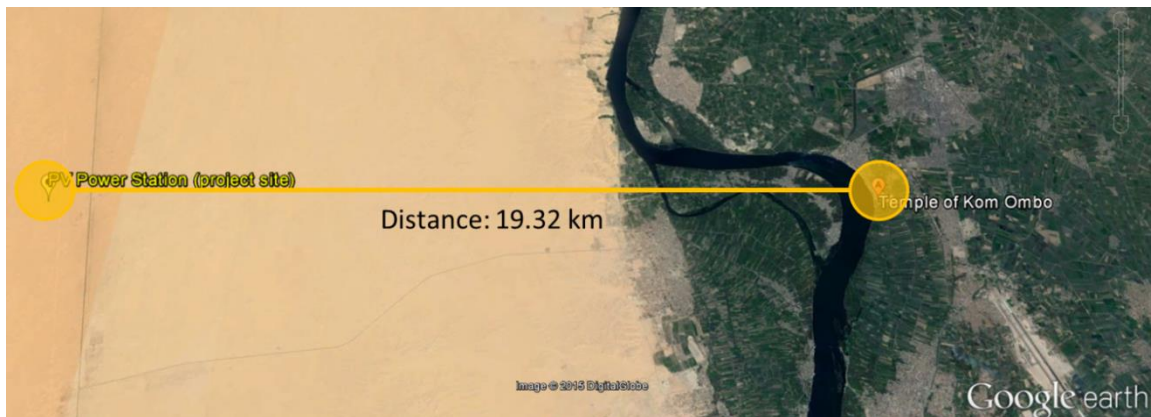 PV Power Station (project site)
A
Temple of Kom Ombo
Distance: 19.32 km
Image © 2015 DigitalGlobe
Google earth